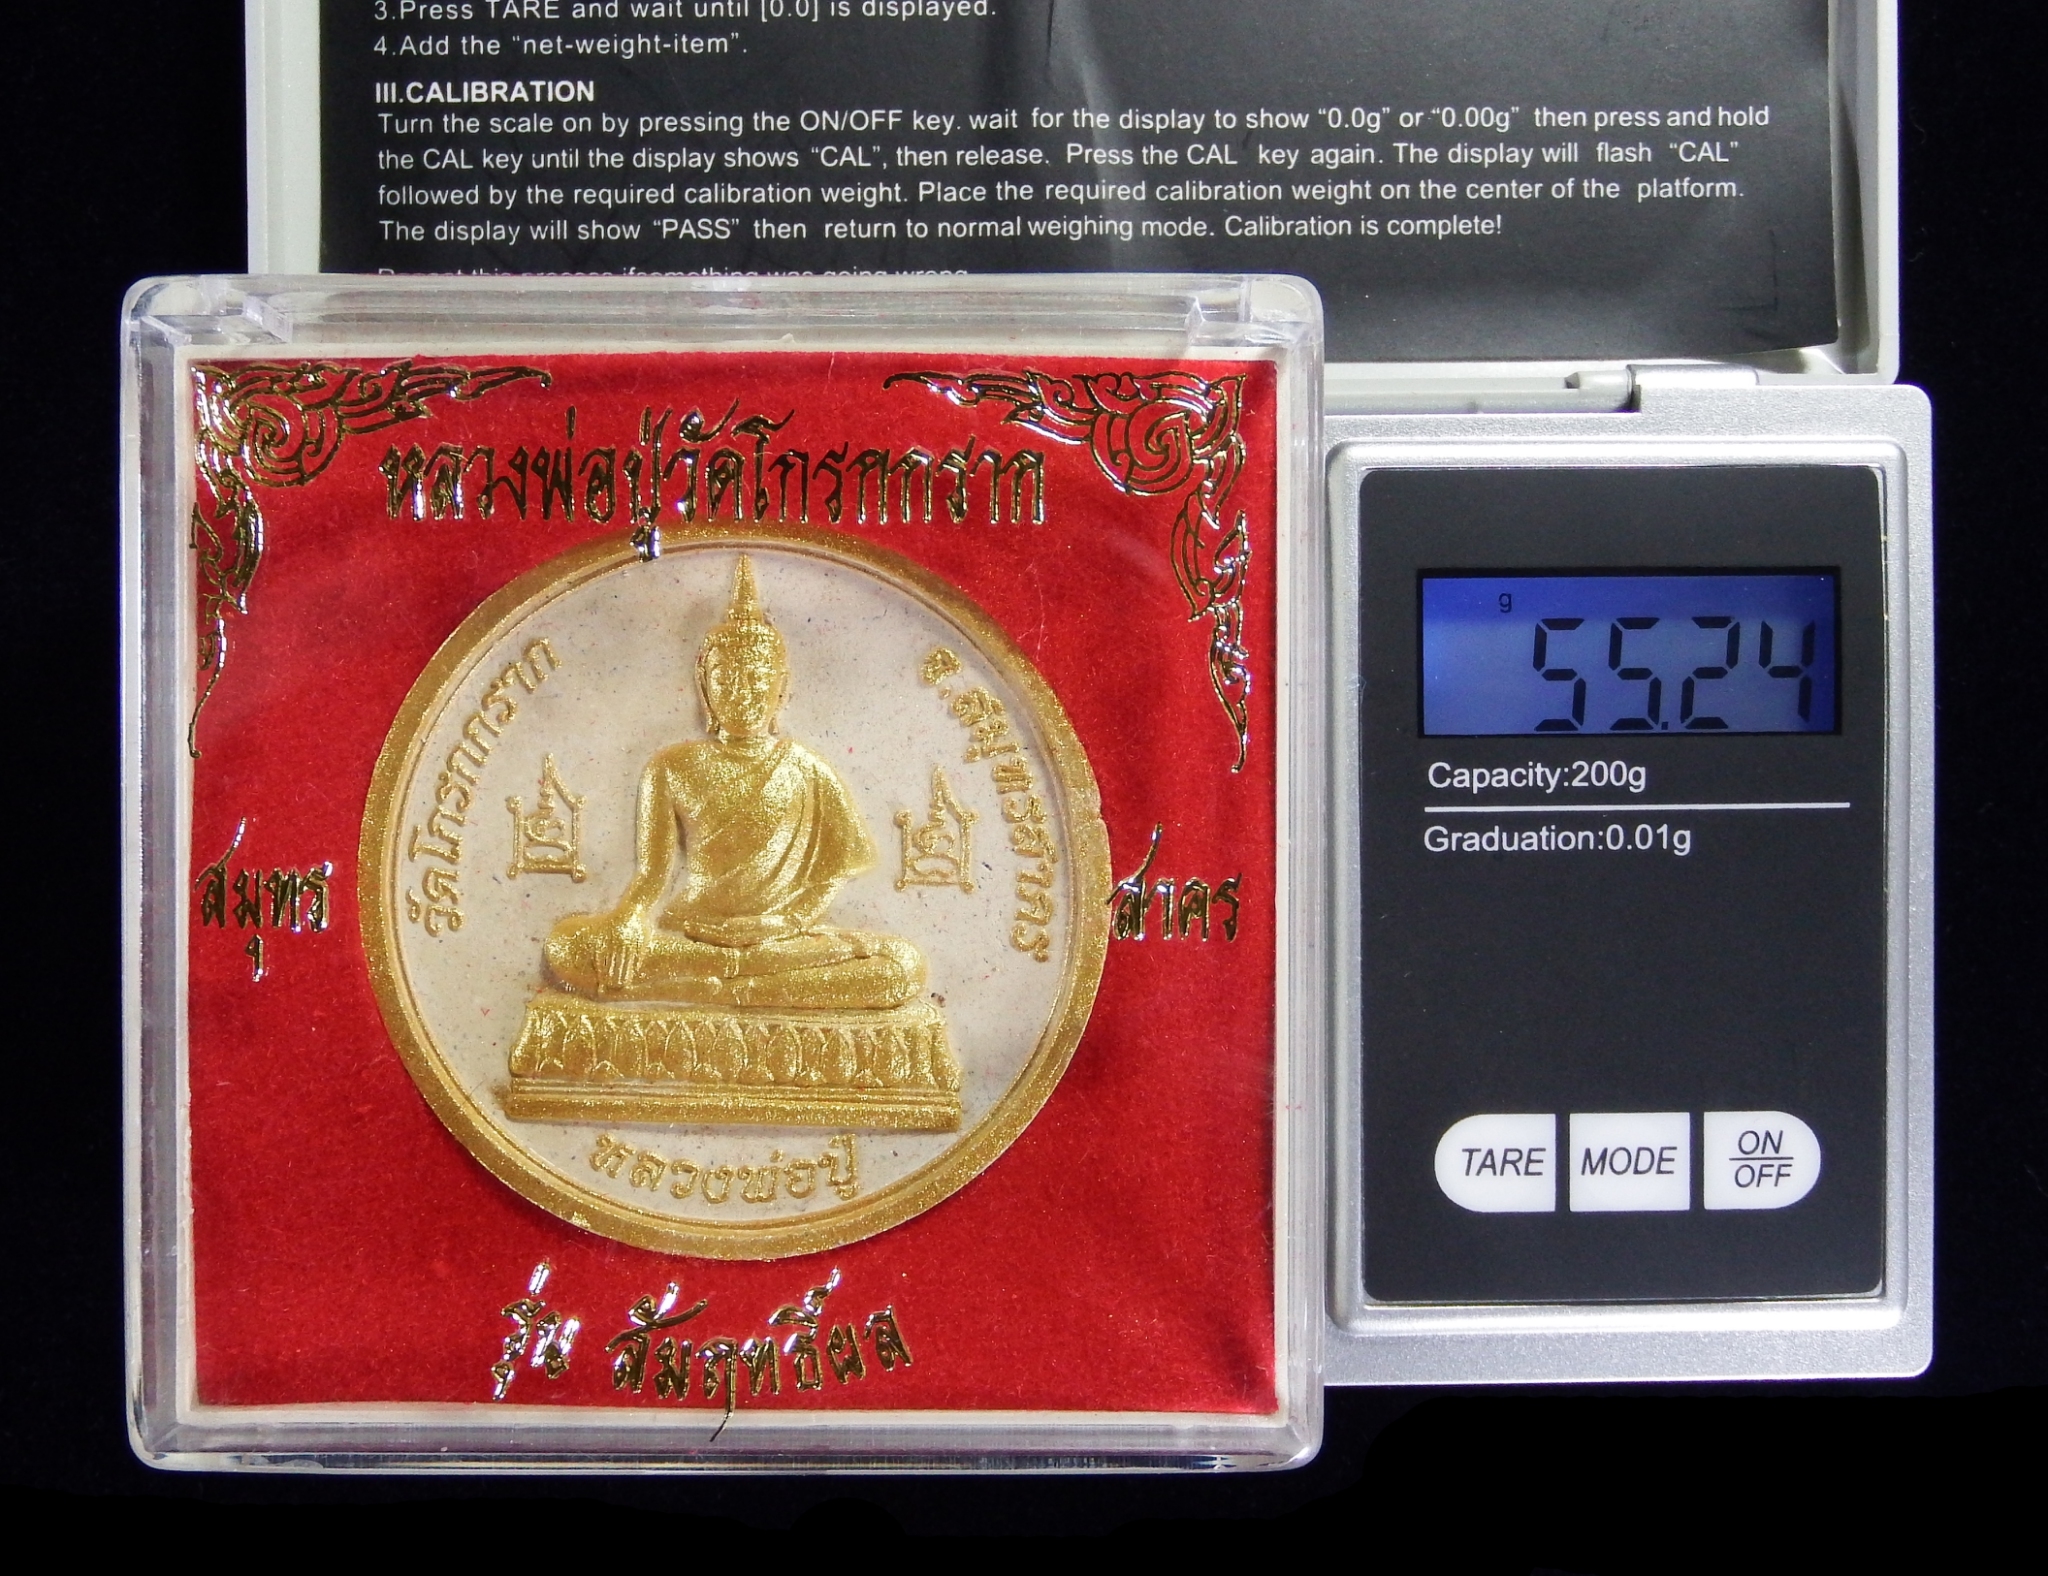 3.Press TARE and wait until [0.0] is displayed.
4.Add the “net-weight-item”.
III.CALIBRATION
Turn the scale on by pressing the ON/OFF key. wait for the display to show “0.0g” or “0.00g” then press and hold
the CAL key until the display shows “CAL”, then release. Press the CAL key again. The display will flash “CAL”
followed by the required calibration weight. Place the required calibration weight on the center of the platform.
The display will show “PASS” then return to normal weighing mode. Calibration is complete!
Repeat this process if something was going wrong
หลวงพ่อปู่วัดโกรกกราก
วัดโกรกกราก
จ.สมุทรสาคร
สมุทร
สาคร
หลวงพ่อปู่
รุ่น สัมฤทธิ์ผล
g
55.24
Capacity:200g
Graduation:0.01g
TARE
MODE
ON
OFF